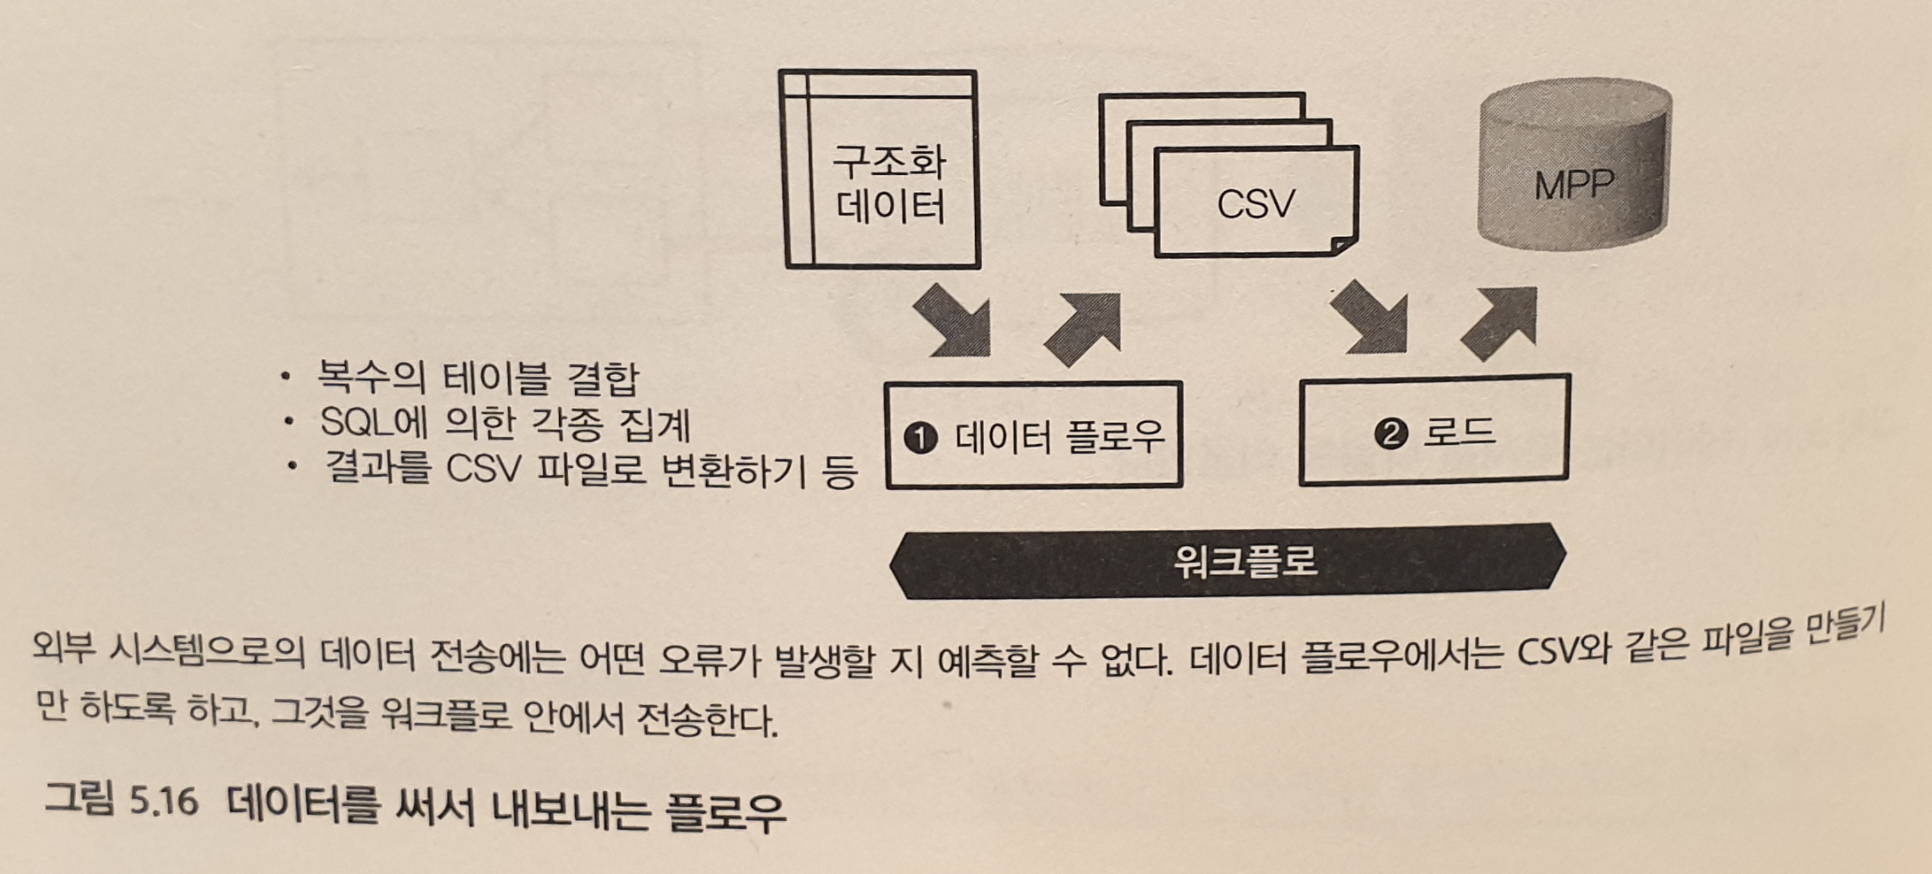 구조화
데이터
CSV
MPP
• 복수의 테이블 결합
• SQL에 의한 각종 집계
• 결과를 CSV 파일로 변환하기 등
❶ 데이터 플로우
❷ 로드
워크플로
외부 시스템으로의 데이터 전송에는 어떤 오류가 발생할 지 예측할 수 없다. 데이터 플로우에서는 CSV와 같은 파일을 만들기
만 하도록 하고, 그것을 워크플로 안에서 전송한다.
그림 5.16 데이터를 써서 내보내는 플로우